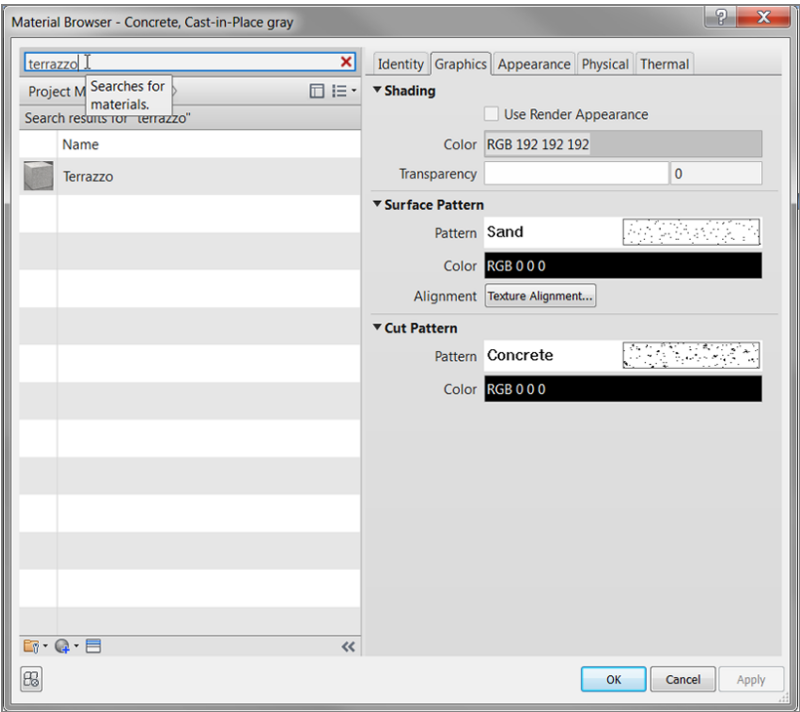 Material Browser - Concrete, Cast-in-Place gray
?
X
terrazzo
Searches for
materials.
Project M
Search results for "terrazzo"
Name
Terrazzo
Identity Graphics Appearance Physical Thermal
Shading
Use Render Appearance
Color RGB 192 192 192
Transparency 0
Surface Pattern
Pattern Sand
Color RGB 0 0 0
Alignment Texture Alignment...
Cut Pattern
Pattern Concrete
Color RGB 0 0 0
OK Cancel Apply